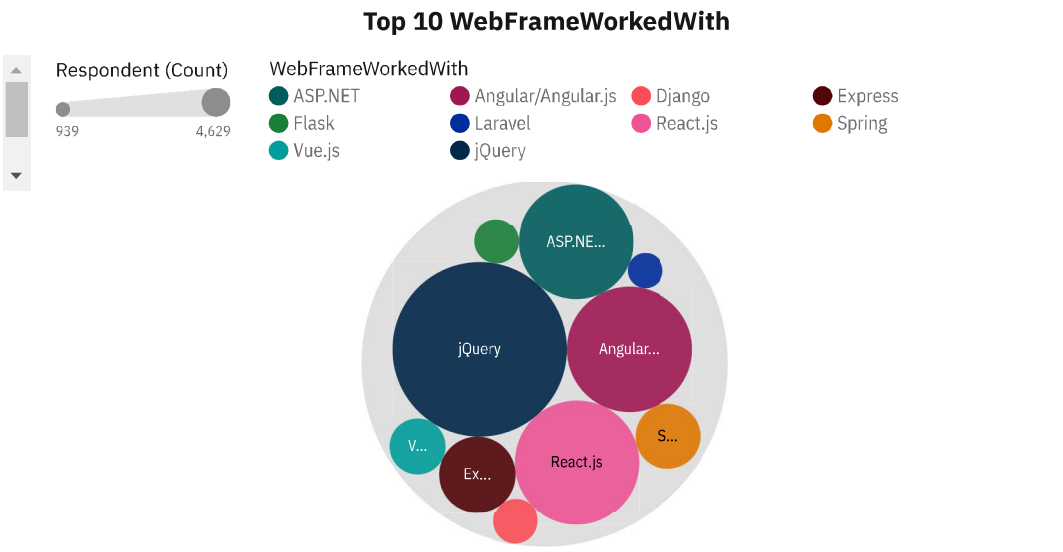 Top 10 WebFrameWorkedWith
Respondent (Count)
939 4,629
WebFrameWorkedWith
ASP.NET Angular/Angular.js Django Express
Flask Laravel React.js Spring
Vue.js jQuery
ASP.NE...
jQuery Angular...
V... Ex... React.js S...